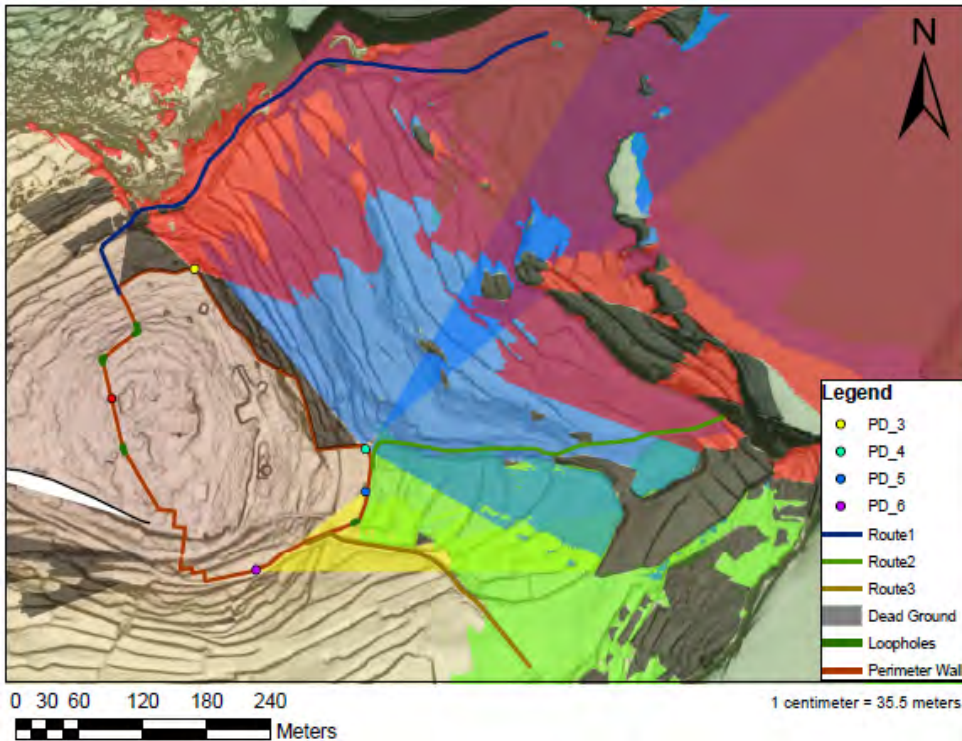 N
Legend
PD_3
PD_4
PD_5
PD_6
Route1
Route2
Route3
Dead Ground
Loopholes
Perimeter Wall
0 30 60 120 180 240
Meters
1 centimeter = 35.5 meters